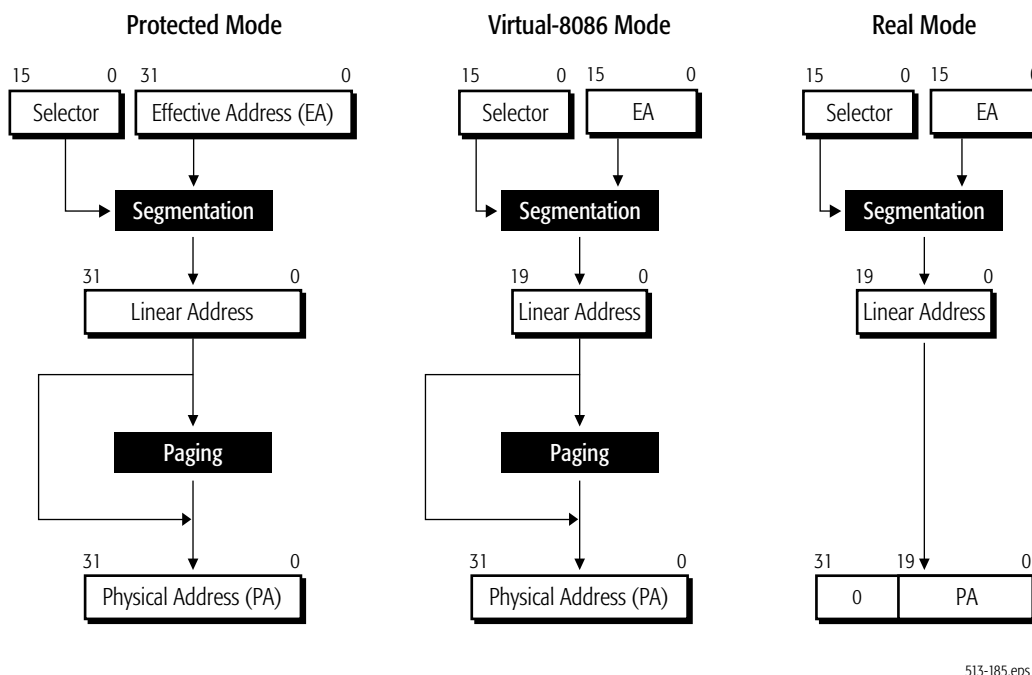 Protected Mode Virtual-8086 Mode Real Mode
15 0 31 0 15 0 15 0 15 0 15
Selector Effective Address (EA) Selector EA Selector EA
Segmentation Segmentation Segmentation
31 0 19 0 19 0
Linear Address Linear Address Linear Address
Paging Paging
31 0 31 0 31 19 0
Physical Address (PA) Physical Address (PA) 0 PA
513-185.eps